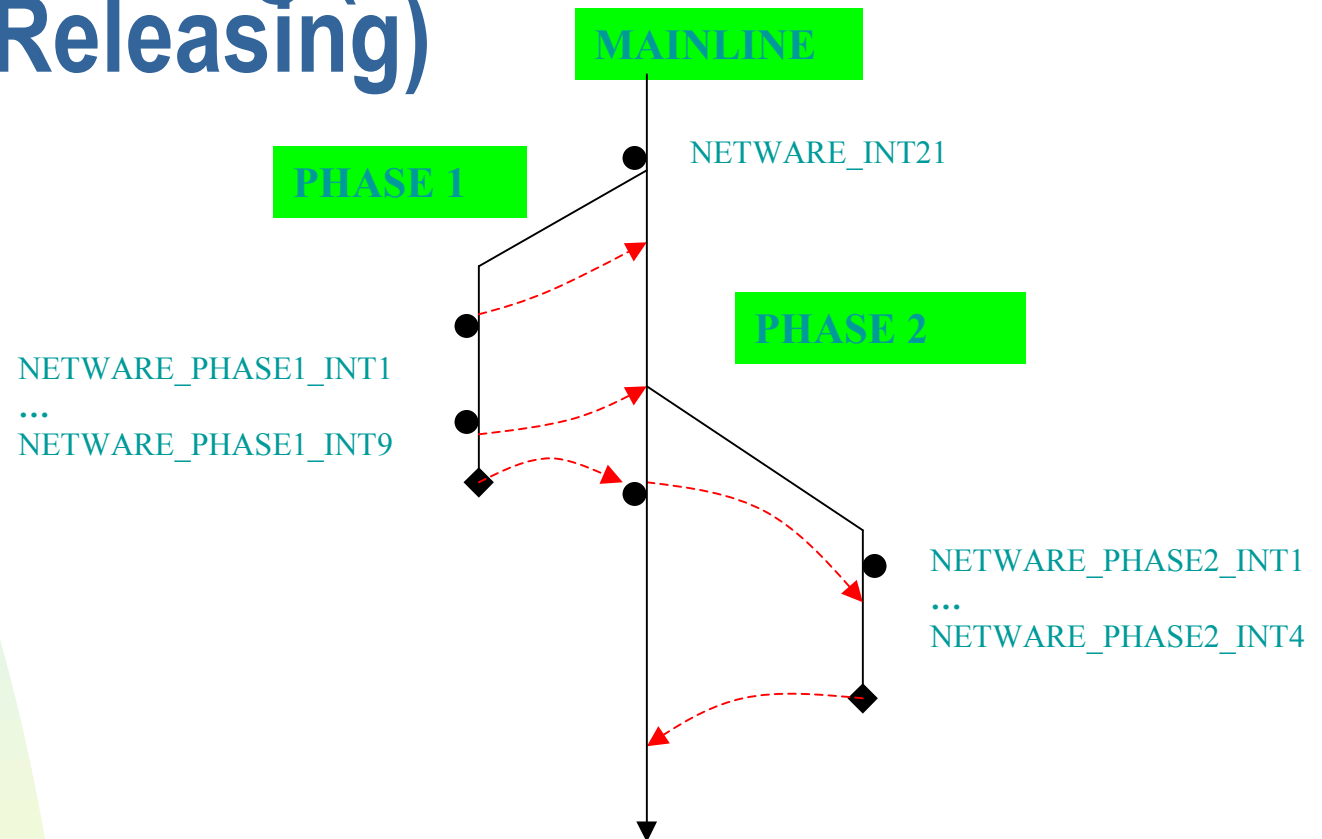 Releasing)
MAINLINE
NETWARE_INT21
PHASE 1
PHASE 2
NETWARE_PHASE1_INT1
...
NETWARE_PHASE1_INT9
NETWARE_PHASE2_INT1
...
NETWARE_PHASE2_INT4